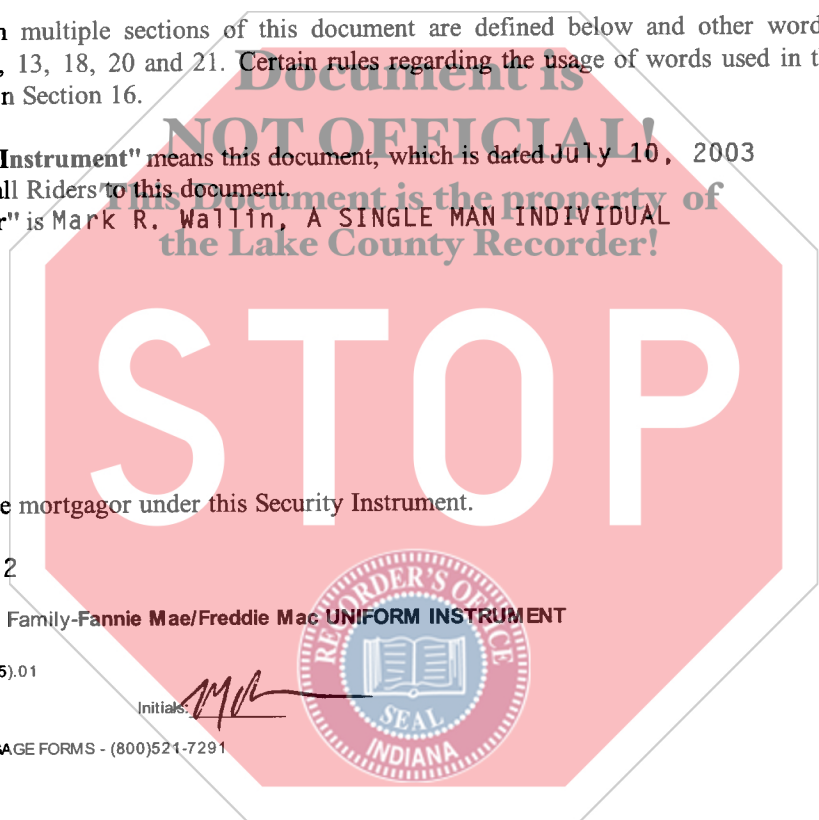 n multiple sections of this document are defined below and other word
, 13, 18, 20 and 21. Certain rules regarding the usage of words used in t
n Section 16.
Document is
NOT OFFICIAL!
Instrument" means this document, which is dated July 10, 2003
all Riders to this document.
This Document is the property of
r" is Mark R. Wallin, A SINGLE MAN INDIVIDUAL
the Lake County Recorder!
STOP
e mortgagor under this Security Instrument.
2
Family-Fannie Mae/Freddie Mac UNIFORM INSTRUMENT
5).01
Initials:
AGE FORMS - (800)521-7291
RECORDER'S OFFICE
SEAL
INDIANA